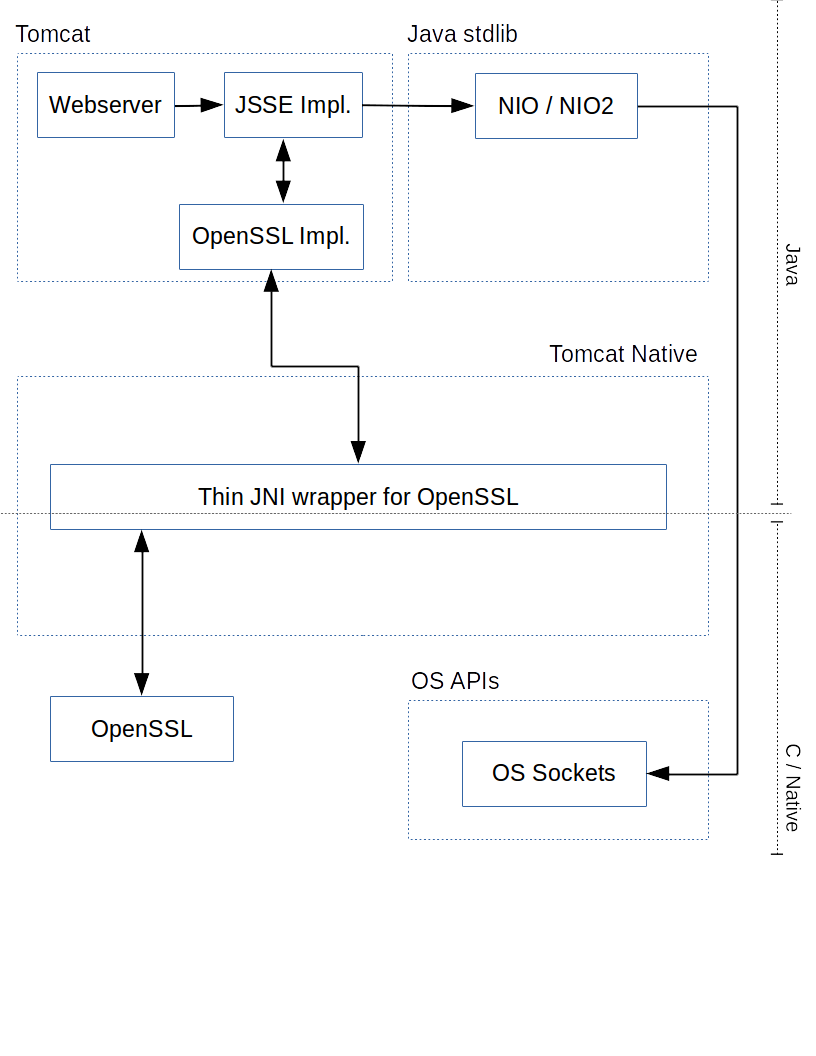 Tomcat
Java stdlib
Webserver
JSSE Impl.
NIO / NIO2
OpenSSL Impl.
Java
Tomcat Native
Thin JNI wrapper for OpenSSL
OS APIs
OpenSSL
OS Sockets
C / Native